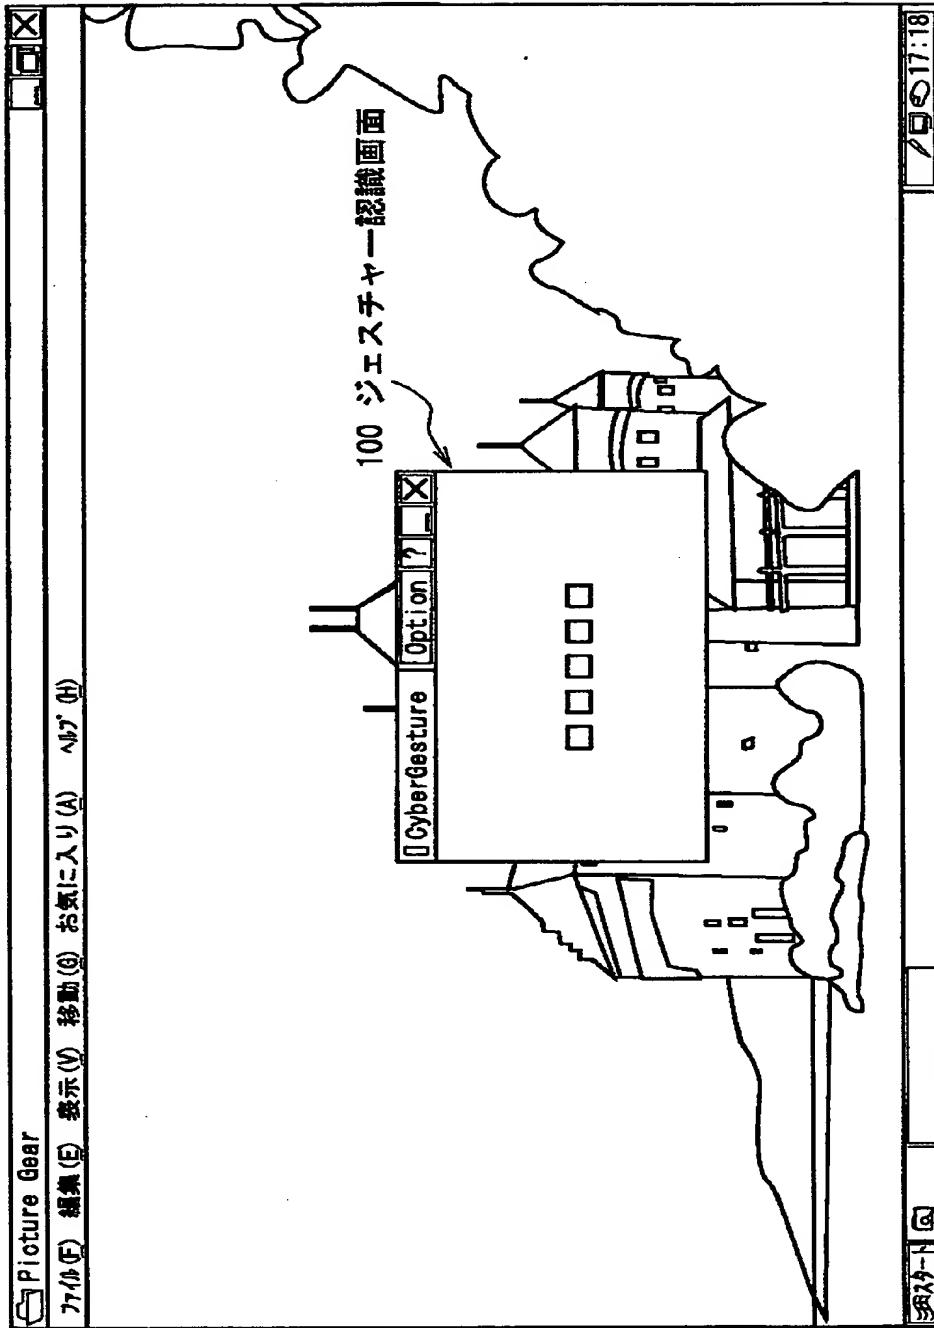 Picture Gear
ファイル(F) 編集(E) 表示(V) 移動(G) お気に入り(A) ヘルプ(H)
100 ジェスチャー認識画面
CyberGesture Option ?
スタート 17:18